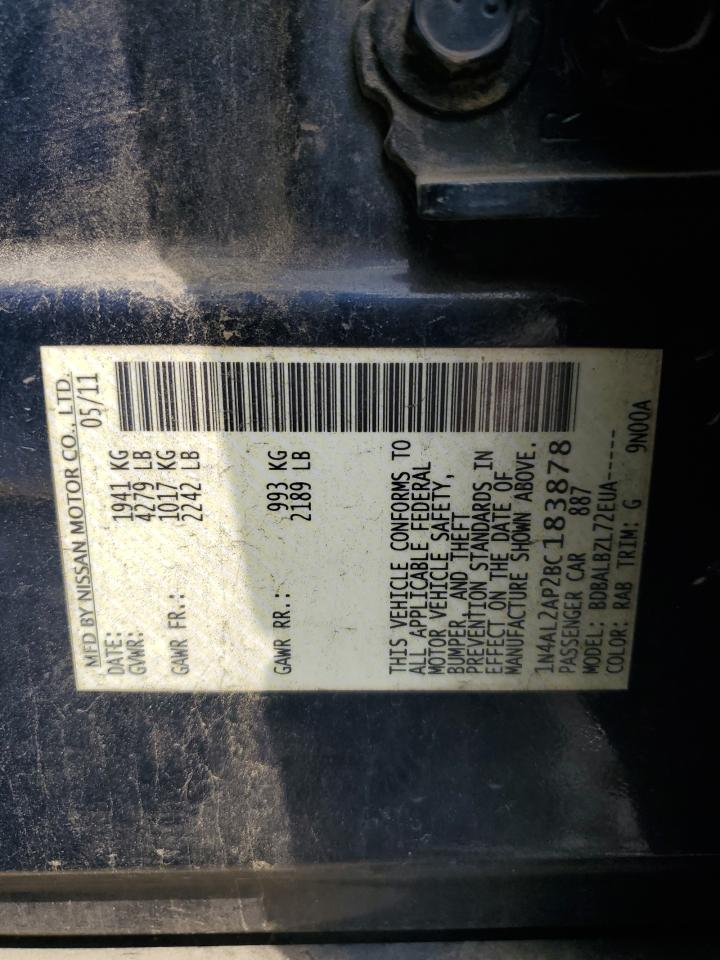 MFD BY NISSAN MOTOR CO., LTD.
DATE: 05/11
GVWR: 1941 KG
4279 LB
GAWR FR.: 1017 KG
2242 LB
GAWR RR.: 993 KG
2189 LB
THIS VEHICLE CONFORMS TO
ALL APPLICABLE FEDERAL
MOTOR VEHICLE SAFETY,
BUMPER, AND THEFT
PREVENTION STANDARDS IN
EFFECT ON THE DATE OF
MANUFACTURE SHOWN ABOVE.
1N4AL2AP2BC183878
PASSENGER CAR 887
MODEL: BDBALBZL72EUA-----
COLOR: RAB TRIM: G 9N00A